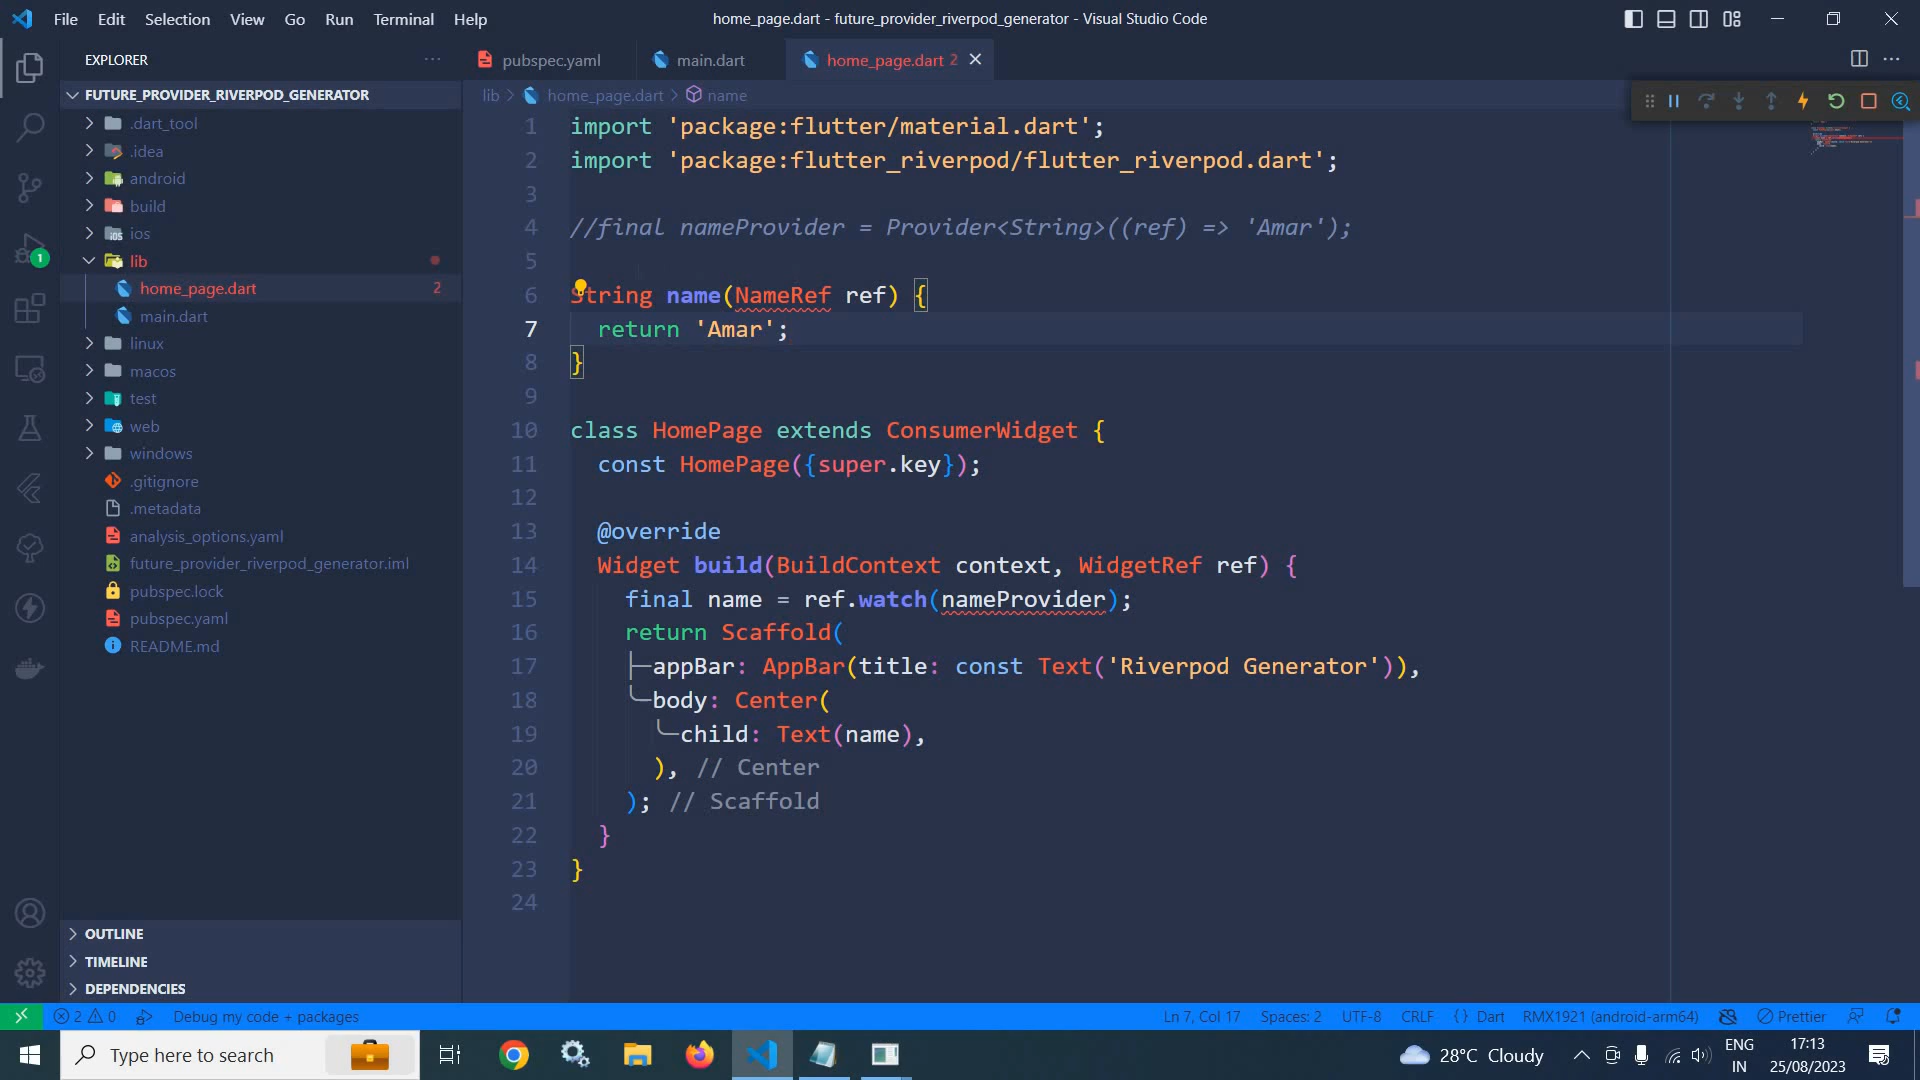 File Edit Selection View Go Run Terminal Help
home_page.dart - future_provider_riverpod_generator - Visual Studio Code
EXPLORER
FUTURE_PROVIDER_RIVERPOD_GENERATOR
.dart_tool
.idea
android
build
ios
lib
home_page.dart 2
main.dart
linux
macos
test
web
windows
.gitignore
.metadata
analysis_options.yaml
future_provider_riverpod_generator.iml
pubspec.lock
pubspec.yaml
README.md
OUTLINE
TIMELINE
DEPENDENCIES
1
pubspec.yaml main.dart home_page.dart 2
lib home_page.dart name
1 import 'package:flutter/material.dart';
2 import 'package:flutter_riverpod/flutter_riverpod.dart';
3
4 //final nameProvider = Provider<String>((ref) => 'Amar');
5
6 String name(NameRef ref) {
7 return 'Amar';
8 }
9
10 class HomePage extends ConsumerWidget {
11 const HomePage({super.key});
12
13 @override
14 Widget build(BuildContext context, WidgetRef ref) {
15 final name = ref.watch(nameProvider);
16 return Scaffold(
17 appBar: AppBar(title: const Text('Riverpod Generator')),
18 body: Center(
19 child: Text(name),
20 ), // Center
21 ); // Scaffold
22 }
23 }
24
2 0 Debug my code + packages Ln 7, Col 17 Spaces: 2 UTF-8 CRLF {} Dart RMX1921 (android-arm64) Prettier
Type here to search
28°C Cloudy
ENG
IN
17:13
25/08/2023